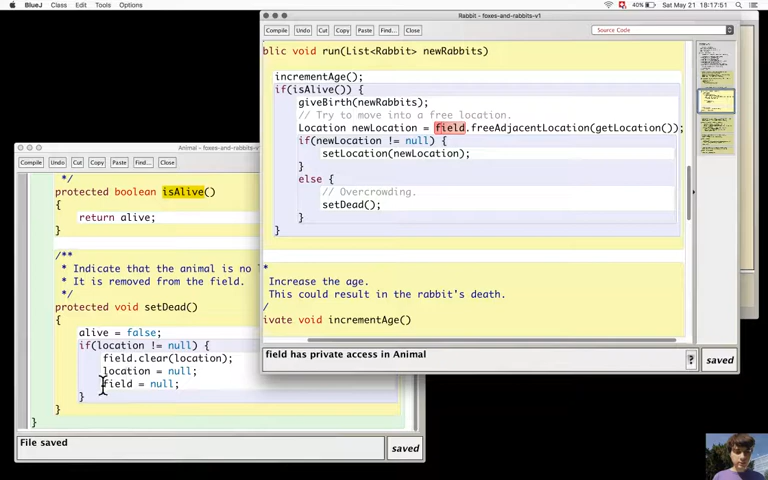 BlueJ Class Edit Tools Options
40% Sat May 21 18:17:51
Rabbit - foxes-and-rabbits-v1
Compile Undo Cut Copy Paste Find... Close
Source Code
blic void run(List<Rabbit> newRabbits)
incrementAge();
if(isAlive()) {
giveBirth(newRabbits);
// Try to move into a free location.
Location newLocation = field.freeAdjacentLocation(getLocation());
if(newLocation != null) {
setLocation(newLocation);
}
else {
// Overcrowding.
setDead();
}
}
*
Increase the age.
This could result in the rabbit's death.
/
ivate void incrementAge()
field has private access in Animal
?
saved
Animal - foxes-and-rabbits-v
Compile Undo Cut Copy Paste Find... Close
*/
protected boolean isAlive()
{
return alive;
}
/**
* Indicate that the animal is no l
* It is removed from the field.
*/
protected void setDead()
{
alive = false;
if(location != null) {
field.clear(location);
location = null;
field = null;
}
}
}
File saved
saved